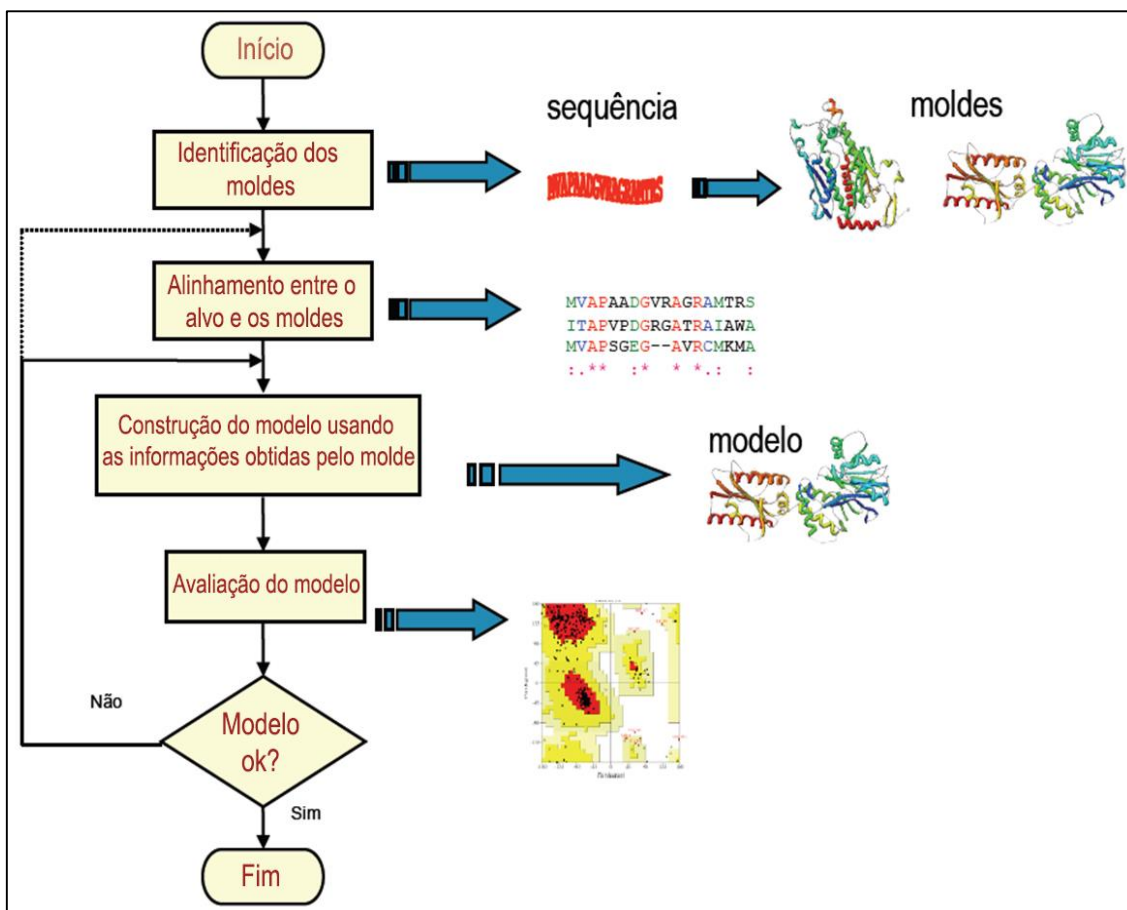 Início
Identificação dos
moldes
sequência
moldes
Alinhamento entre o
alvo e os moldes
MVAPAADGVRAGRAMTRS
ITAPVPDGRGATRAIAWA
MVAPSGEG--AVRCMKMA
:.** :* * *.: :
Construção do modelo usando
as informações obtidas pelo molde
modelo
Avaliação do modelo
Não
Modelo
ok?
Sim
Fim